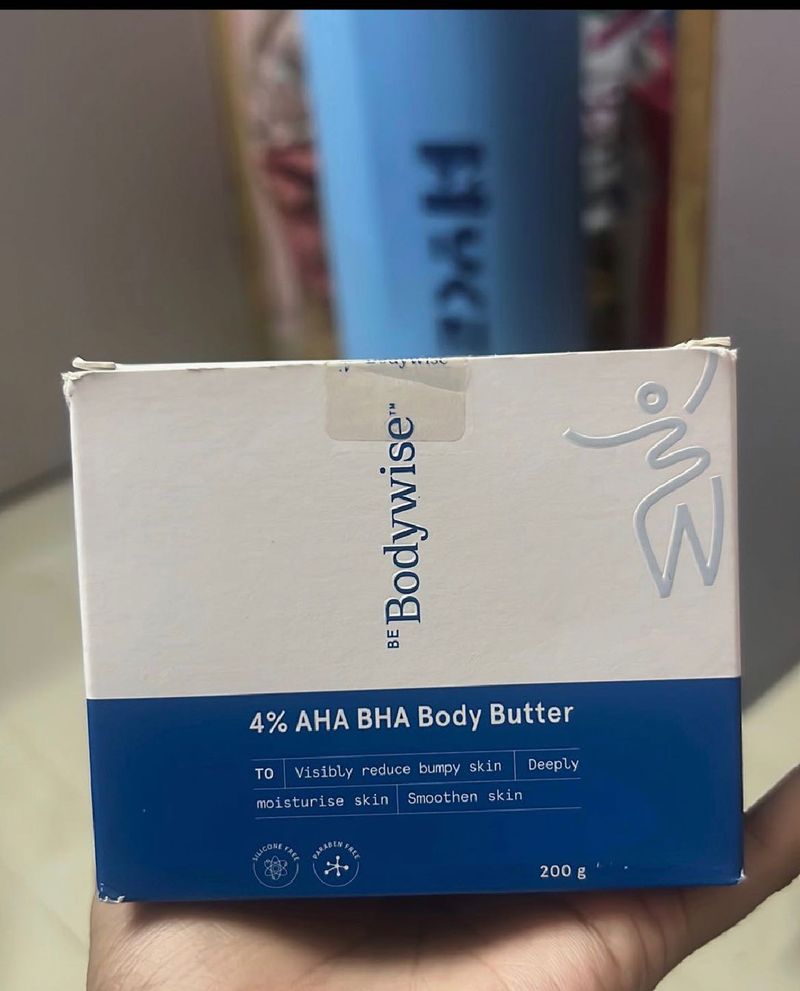 Bodywise
BE Bodywise™
4% AHA BHA Body Butter
TO Visibly reduce bumpy skin Deeply
moisturise skin Smoothen skin
SILICONE FREE
PARABEN FREE
200 g